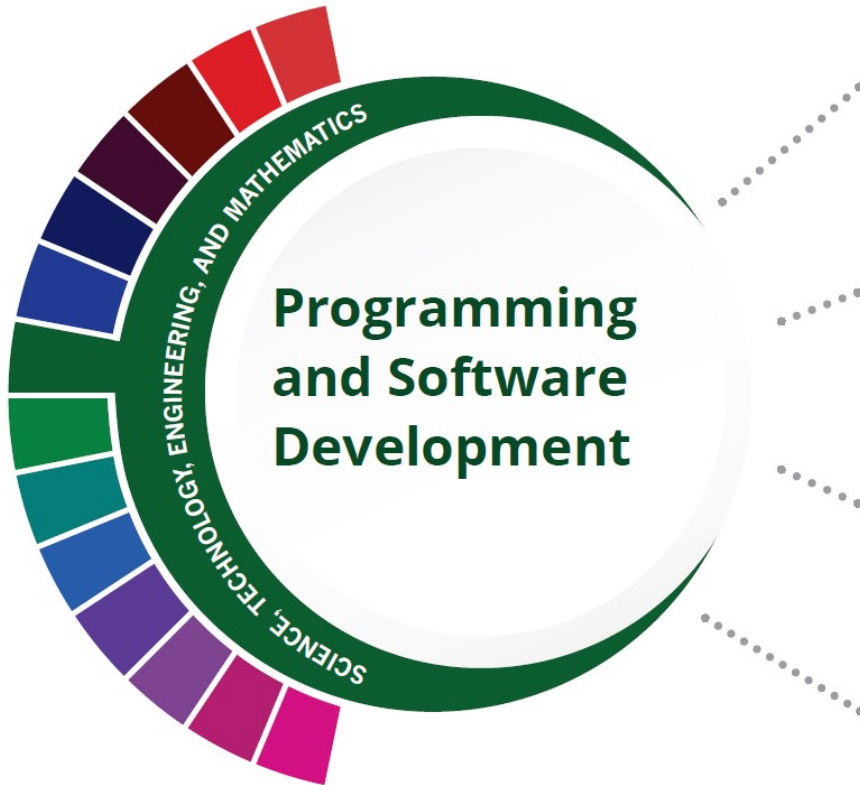 SCIENCE, TECHNOLOGY, ENGINEERING, AND MATHEMATICS
Programming
and Software
Development